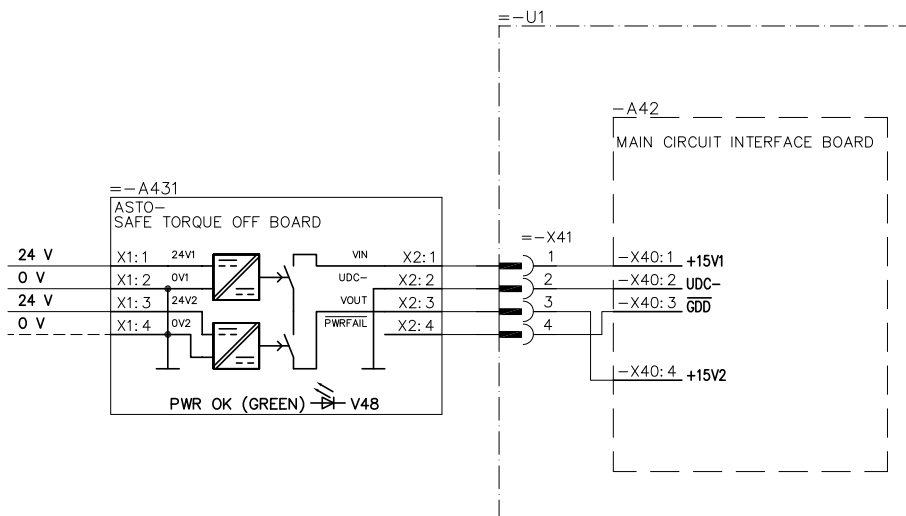 =-U1
-A42
MAIN CIRCUIT INTERFACE BOARD
=-A431
ASTO-
SAFE TORQUE OFF BOARD
=-X41
24 V X1:1 24V1 VIN X2:1 1 -X40:1 +15V1
0 V X1:2 0V1 UDC- X2:2 2 -X40:2 UDC-
24 V X1:3 24V2 VOUT X2:3 3 -X40:3 GDD
0 V X1:4 0V2 PWRFAIL X2:4 4
-X40:4 +15V2
PWR OK (GREEN) V48